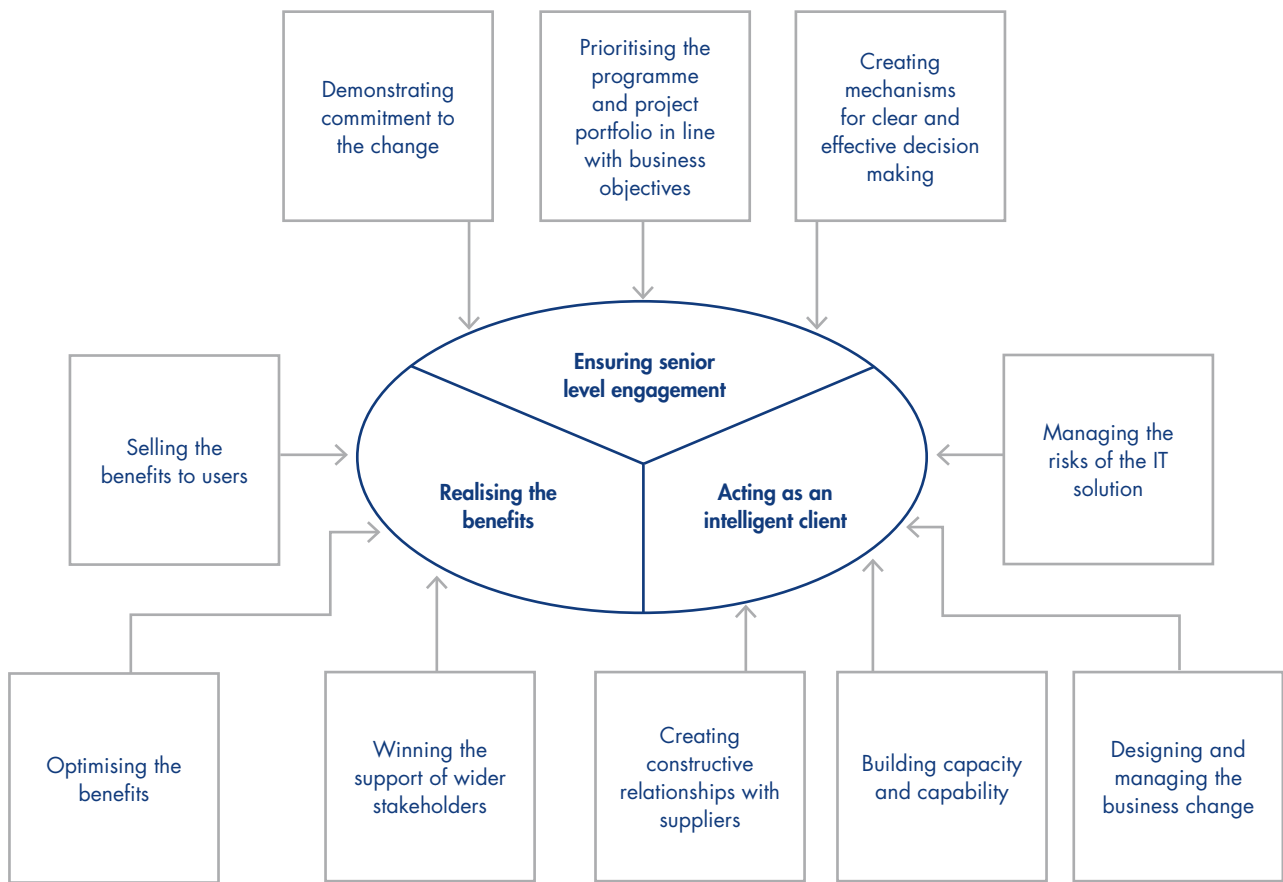 Demonstrating
commitment to
the change
Prioritising the
programme
and project
portfolio in line
with business
objectives
Creating
mechanisms
for clear and
effective decision
making
Ensuring senior
level engagement
Selling the
benefits to users
Realising the
benefits
Acting as an
intelligent client
Managing the
risks of the IT
solution
Optimising the
benefits
Winning the
support of wider
stakeholders
Creating
constructive
relationships with
suppliers
Building capacity
and capability
Designing and
managing the
business change